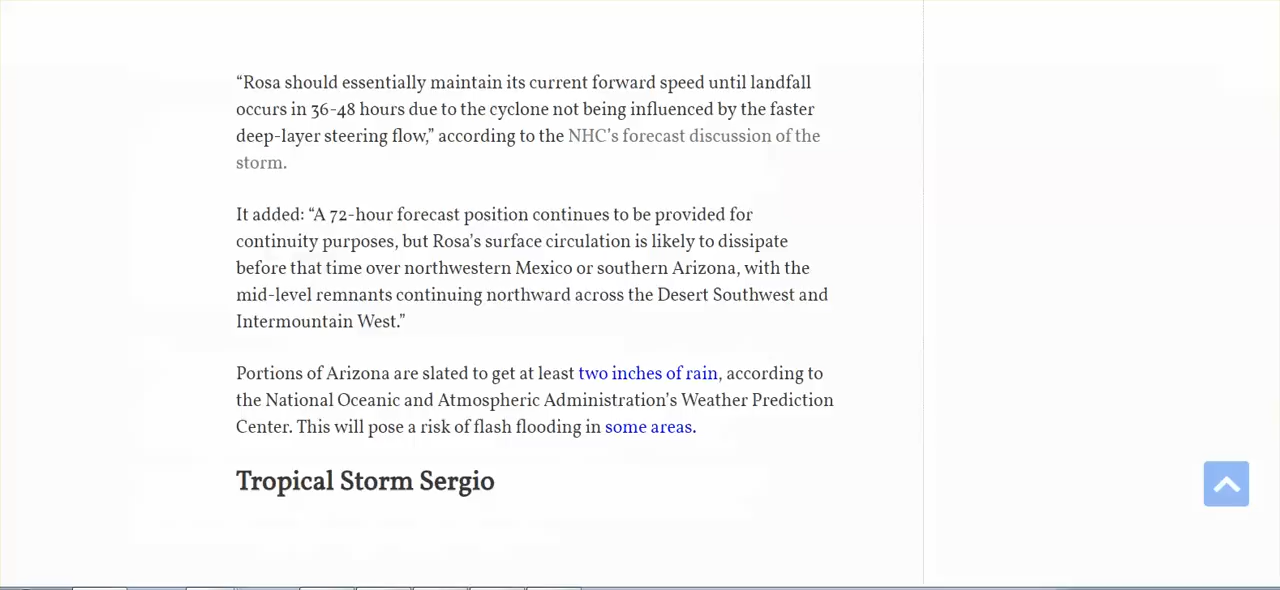 “Rosa should essentially maintain its current forward speed until landfall
occurs in 36-48 hours due to the cyclone not being influenced by the faster
deep-layer steering flow,” according to the NHC’s forecast discussion of the
storm.
It added: “A 72-hour forecast position continues to be provided for
continuity purposes, but Rosa’s surface circulation is likely to dissipate
before that time over northwestern Mexico or southern Arizona, with the
mid-level remnants continuing northward across the Desert Southwest and
Intermountain West.”
Portions of Arizona are slated to get at least two inches of rain, according to
the National Oceanic and Atmospheric Administration’s Weather Prediction
Center. This will pose a risk of flash flooding in some areas.
Tropical Storm Sergio